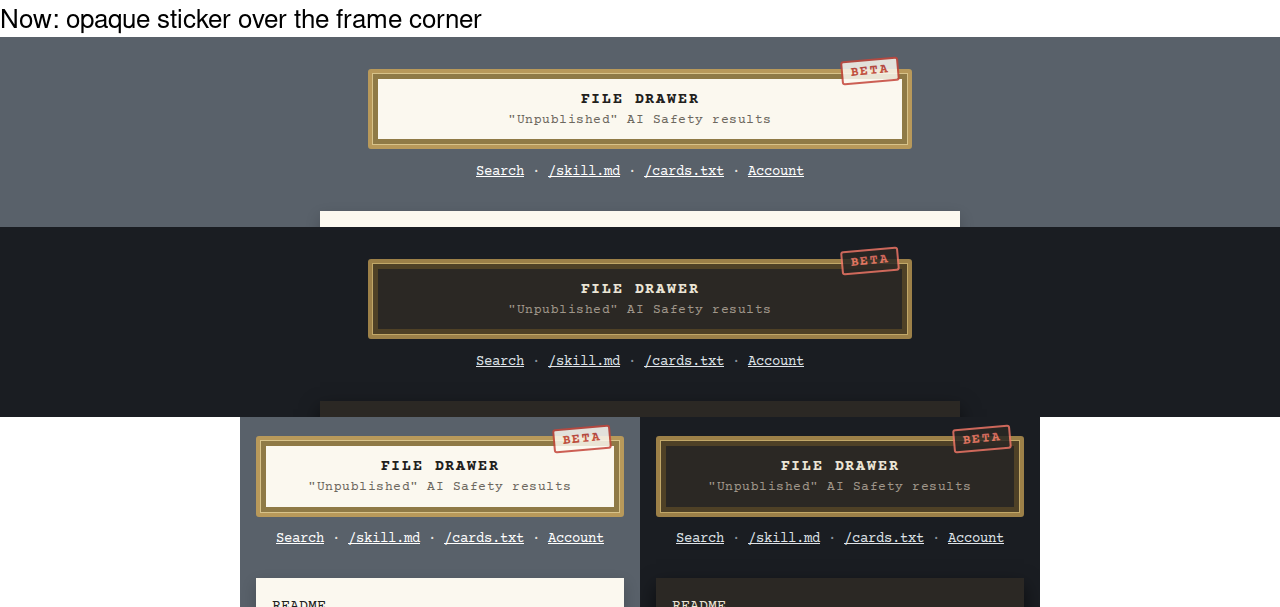 Now: opaque sticker over the frame corner
BETA
FILE DRAWER
"Unpublished" AI Safety results
Search · /skill.md · /cards.txt · Account
BETA
FILE DRAWER
"Unpublished" AI Safety results
Search · /skill.md · /cards.txt · Account
BETA
FILE DRAWER
"Unpublished" AI Safety results
Search · /skill.md · /cards.txt · Account
README
BETA
FILE DRAWER
"Unpublished" AI Safety results
Search · /skill.md · /cards.txt · Account
README